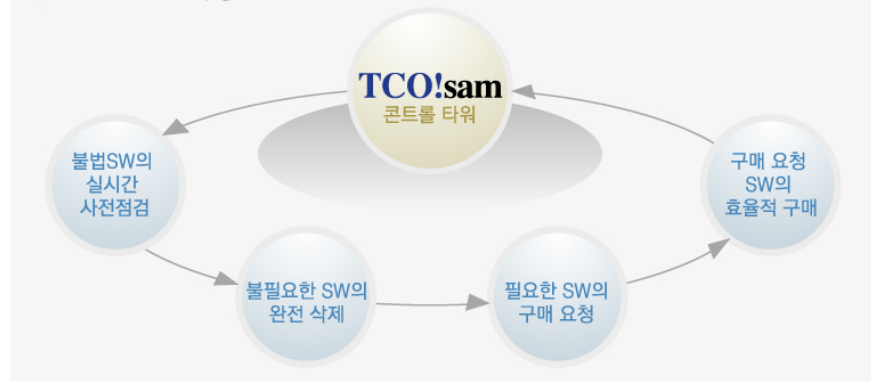 TCO!sam
콘트롤 타워
불법SW의
실시간
사전점검
불필요한 SW의
완전 삭제
필요한 SW의
구매 요청
구매 요청
SW의
효율적 구매